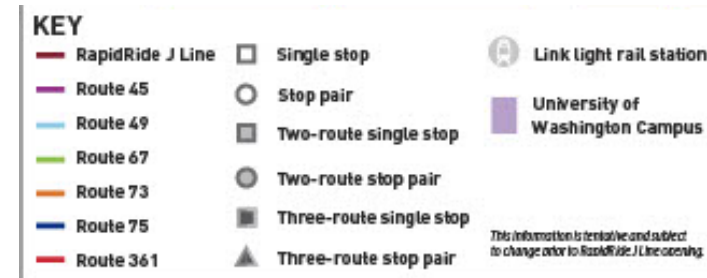 KEY
RapidRide J Line
Route 45
Route 49
Route 67
Route 73
Route 75
Route 361
Single stop
Stop pair
Two-route single stop
Two-route stop pair
Three-route single stop
Three-route stop pair
Link light rail station
University of
Washington Campus
This information is tentative and subject
to change prior to RapidRide J Line opening.